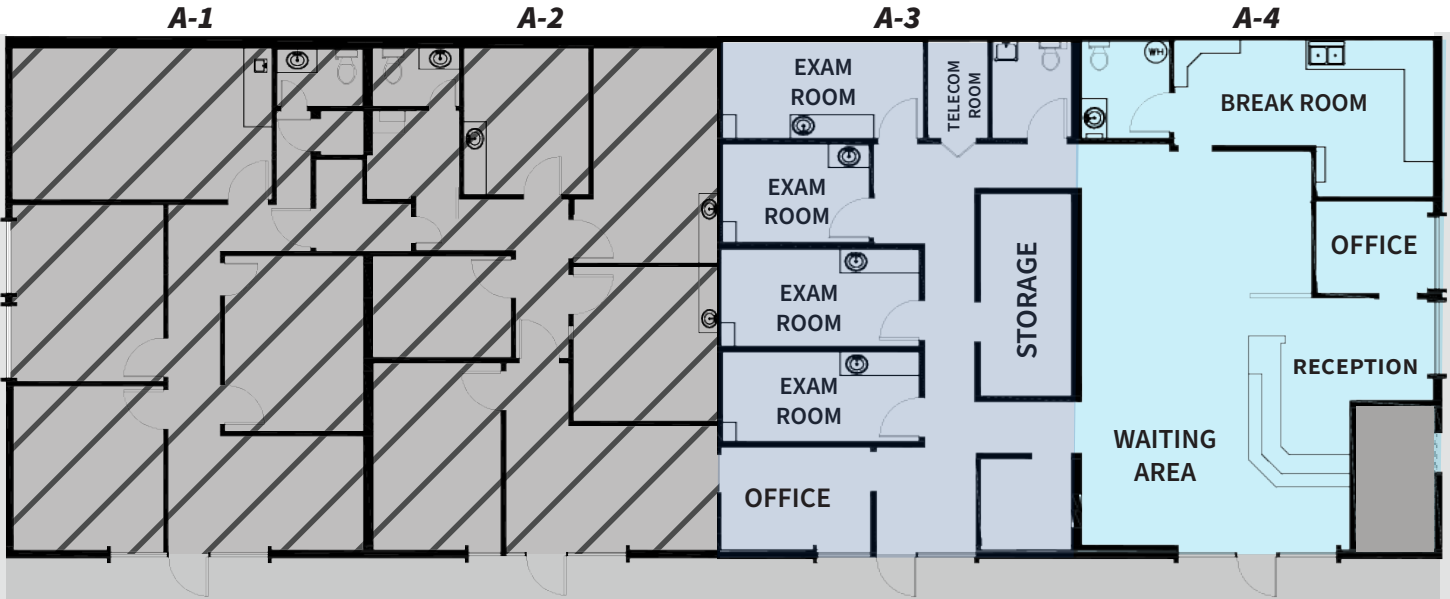 A-1
A-2
A-3
A-4
EXAM
ROOM
TELECOM
ROOM
WH
BREAK ROOM
EXAM
ROOM
OFFICE
STORAGE
EXAM
ROOM
RECEPTION
EXAM
ROOM
WAITING
AREA
OFFICE